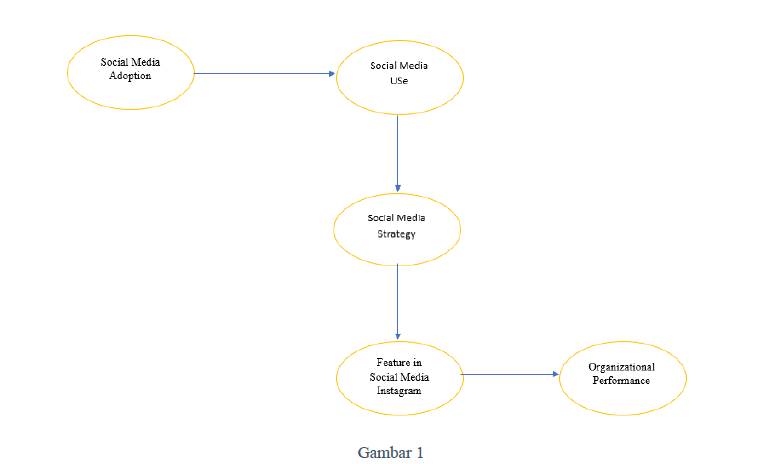 Social Media
Adoption
Social Media
USe
Social Media
Strategy
Feature in
Social Media
Instagram
Organizational
Performance
Gambar 1